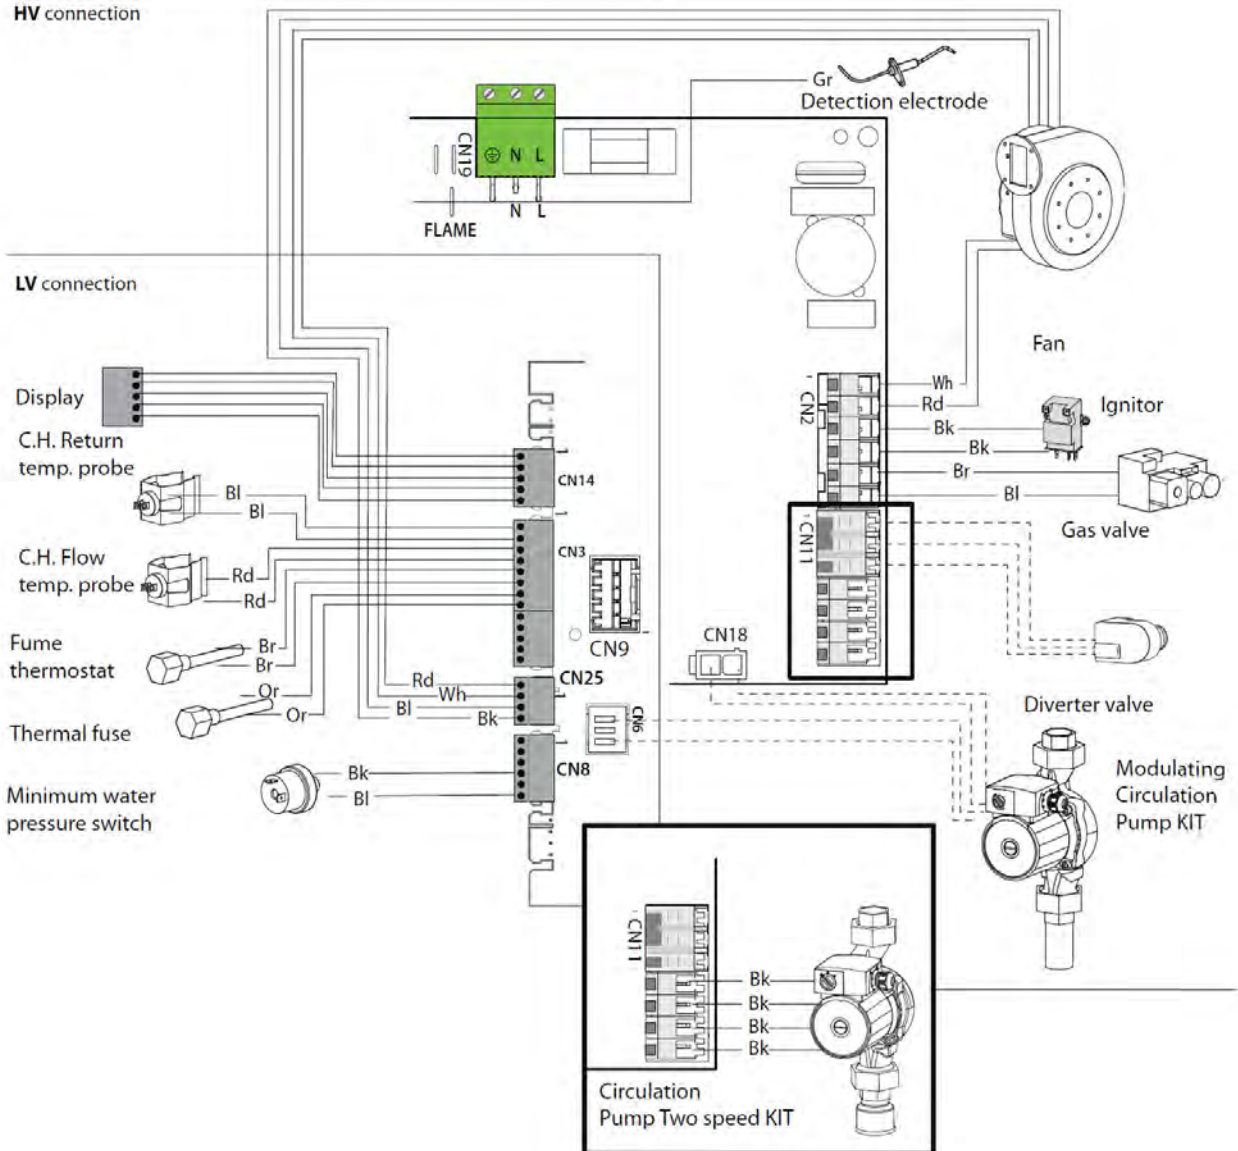 HV connection
Gr
Detection electrode
CN19
N L
N L
FLAME
LV connection
Fan
Display
CN2
Wh
Rd
Bk
Bk
Br
Bl
Ignitor
Gas valve
C.H. Return
temp. probe
Bl
Bl
CN14
C.H. Flow
temp. probe
Rd
Rd
CN3
CN11
Fume
thermostat
Br
Br
CN9
CN18
Thermal fuse
Or
Or
Rd
Wh
Bl
Bk
CN25
CN6
Diverter valve
Minimum water
pressure switch
Bk
Bl
CN8
Modulating
Circulation
Pump KIT
CN11
Bk
Bk
Bk
Bk
Circulation
Pump Two speed KIT